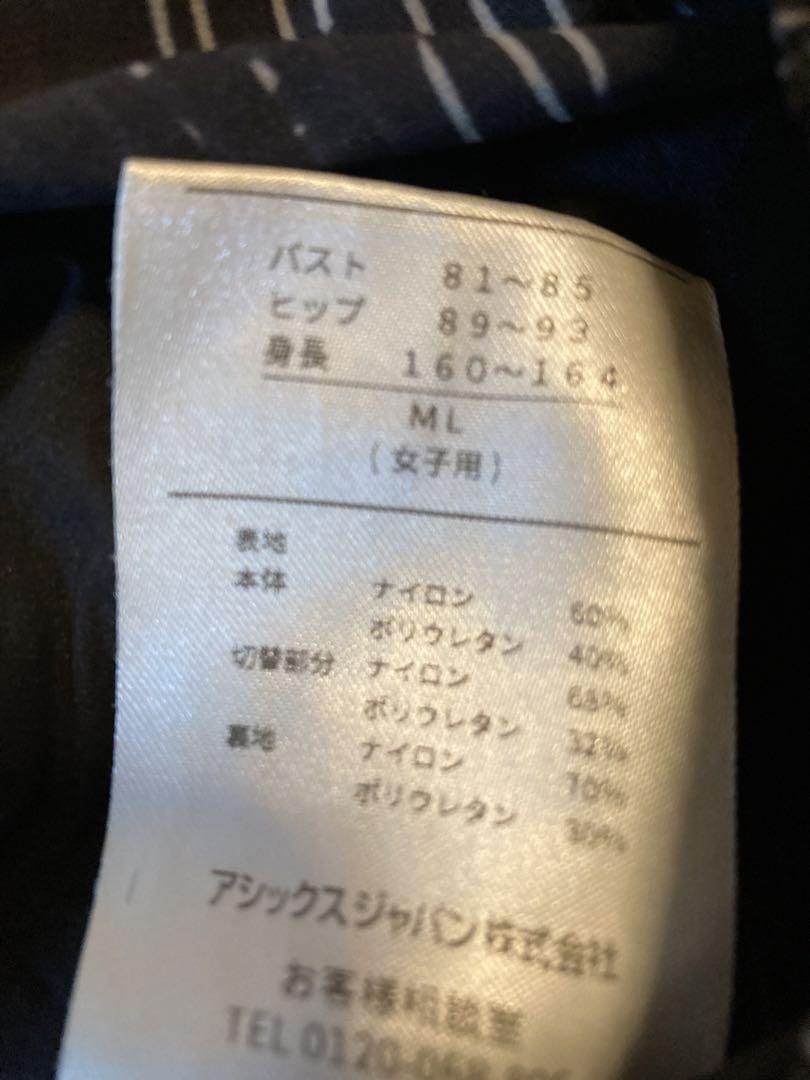 バスト 81〜85
ヒップ 89〜93
身長 160〜164
ML
(女子用)
表地
本体 ナイロン 60%
ポリウレタン 40%
切替部分 ナイロン 68%
ポリウレタン 32%
裏地 ナイロン 70%
ポリウレタン 30%
アシックスジャパン株式会社
お客様相談室
TEL 0120-068-